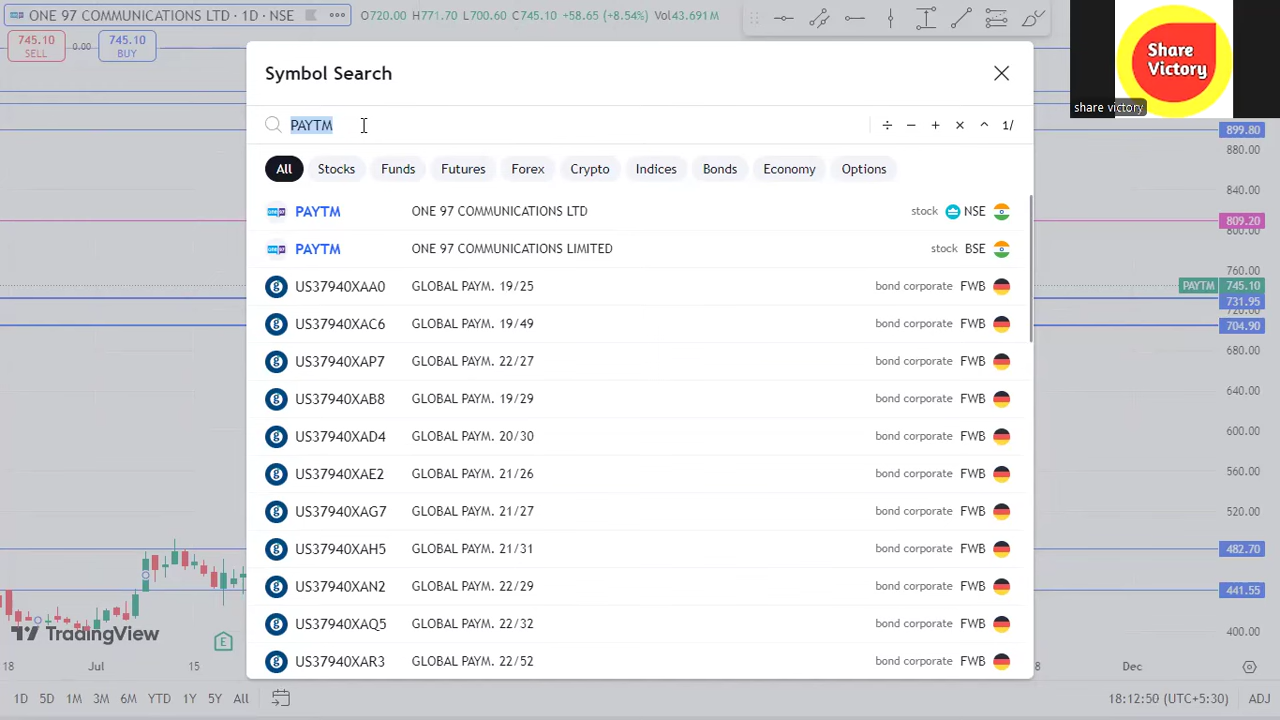 ONE 97 COMMUNICATIONS LTD · 1D · NSE
O720.00 H771.70 L700.60 C745.10 +58.65 (+8.54%) Vol43.691M
745.10
SELL
0.00
745.10
BUY
Share
Victory
share victory
Symbol Search
PAYTM
÷ − + × ^ 1/
All Stocks Funds Futures Forex Crypto Indices Bonds Economy Options
PAYTM ONE 97 COMMUNICATIONS LTD stock NSE
PAYTM ONE 97 COMMUNICATIONS LIMITED stock BSE
US37940XAA0 GLOBAL PAYM. 19/25 bond corporate FWB
US37940XAC6 GLOBAL PAYM. 19/49 bond corporate FWB
US37940XAP7 GLOBAL PAYM. 22/27 bond corporate FWB
US37940XAB8 GLOBAL PAYM. 19/29 bond corporate FWB
US37940XAD4 GLOBAL PAYM. 20/30 bond corporate FWB
US37940XAE2 GLOBAL PAYM. 21/26 bond corporate FWB
US37940XAG7 GLOBAL PAYM. 21/27 bond corporate FWB
US37940XAH5 GLOBAL PAYM. 21/31 bond corporate FWB
US37940XAN2 GLOBAL PAYM. 22/29 bond corporate FWB
US37940XAQ5 GLOBAL PAYM. 22/32 bond corporate FWB
US37940XAR3 GLOBAL PAYM. 22/52 bond corporate FWB
899.80
880.00
840.00
809.20
800.00
760.00
PAYTM 745.10
731.95
720.00
704.90
680.00
640.00
600.00
560.00
520.00
482.70
441.55
400.00
TradingView
E
18 Jul 15 8 Dec
1D 5D 1M 3M 6M YTD 1Y 5Y All
18:12:50 (UTC+5:30) ADJ